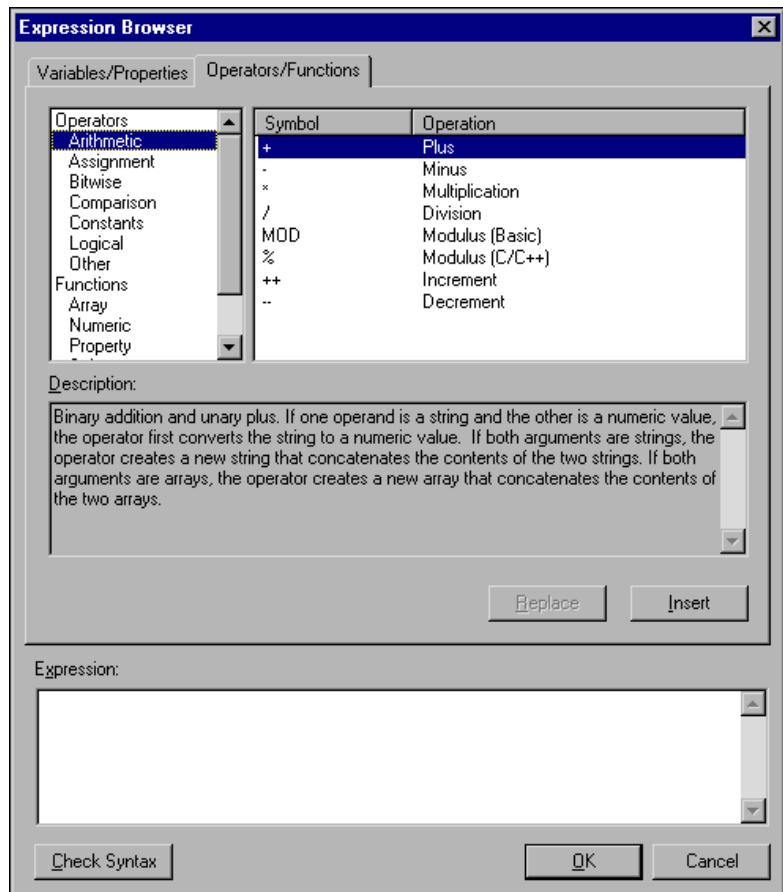 Expression Browser
Variables/Properties
Operators/Functions
Operators
Arithmetic
Assignment
Bitwise
Comparison
Constants
Logical
Other
Functions
Array
Numeric
Property
Symbol Operation
+ Plus
- Minus
* Multiplication
/ Division
MOD Modulus (Basic)
% Modulus (C/C++)
++ Increment
-- Decrement
Description:
Binary addition and unary plus. If one operand is a string and the other is a numeric value,
the operator first converts the string to a numeric value. If both arguments are strings, the
operator creates a new string that concatenates the contents of the two strings. If both
arguments are arrays, the operator creates a new array that concatenates the contents of
the two arrays.
Replace
Insert
Expression:
Check Syntax
OK
Cancel